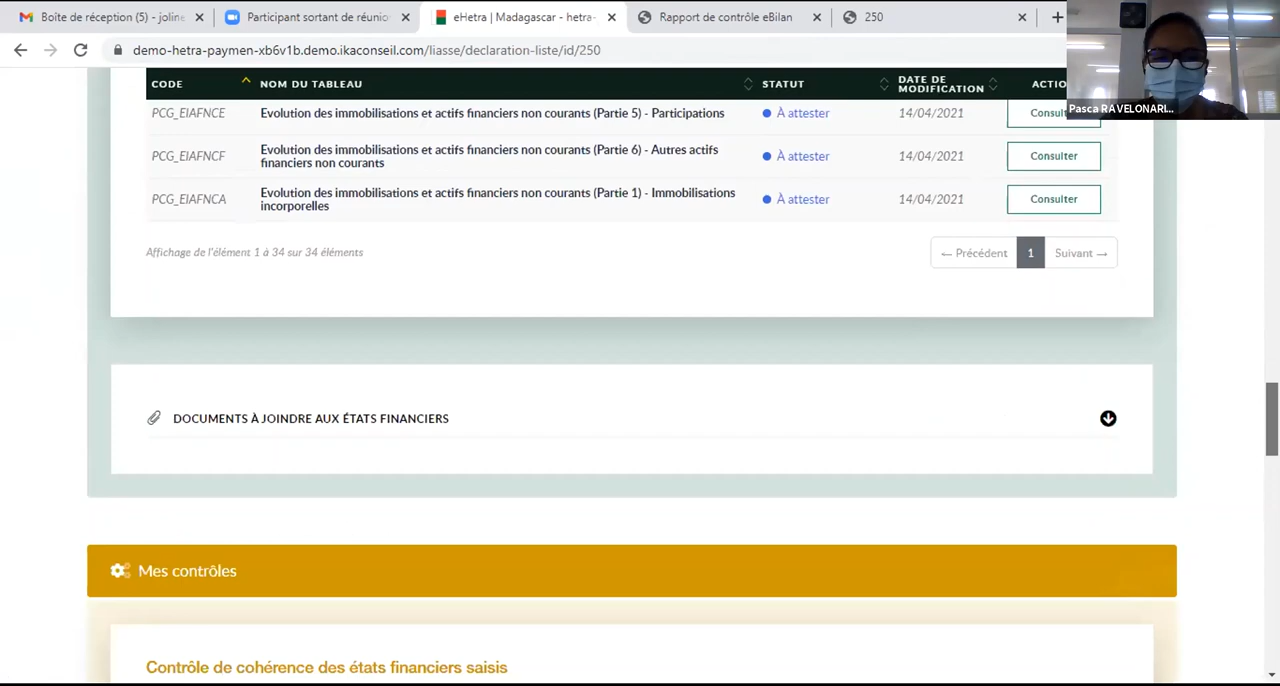 Boîte de réception (5) - joline
Participant sortant de réunio
eHetra | Madagascar - hetra-
Rapport de contrôle eBilan
250
demo-hetra-paymen-xb6v1b.demo.ikaconseil.com/liasse/declaration-liste/id/250
Pasca RAVELONARI...
CODE NOM DU TABLEAU STATUT DATE DE MODIFICATION ACTIO
PCG_EIAFNCE Evolution des immobilisations et actifs financiers non courants (Partie 5) - Participations À attester 14/04/2021 Consul
PCG_EIAFNCF Evolution des immobilisations et actifs financiers non courants (Partie 6) - Autres actifs
financiers non courants À attester 14/04/2021 Consulter
PCG_EIAFNCA Evolution des immobilisations et actifs financiers non courants (Partie 1) - Immobilisations
incorporelles À attester 14/04/2021 Consulter
Affichage de l'élément 1 à 34 sur 34 éléments
← Précédent 1 Suivant →
DOCUMENTS À JOINDRE AUX ÉTATS FINANCIERS
Mes contrôles
Contrôle de cohérence des états financiers saisis